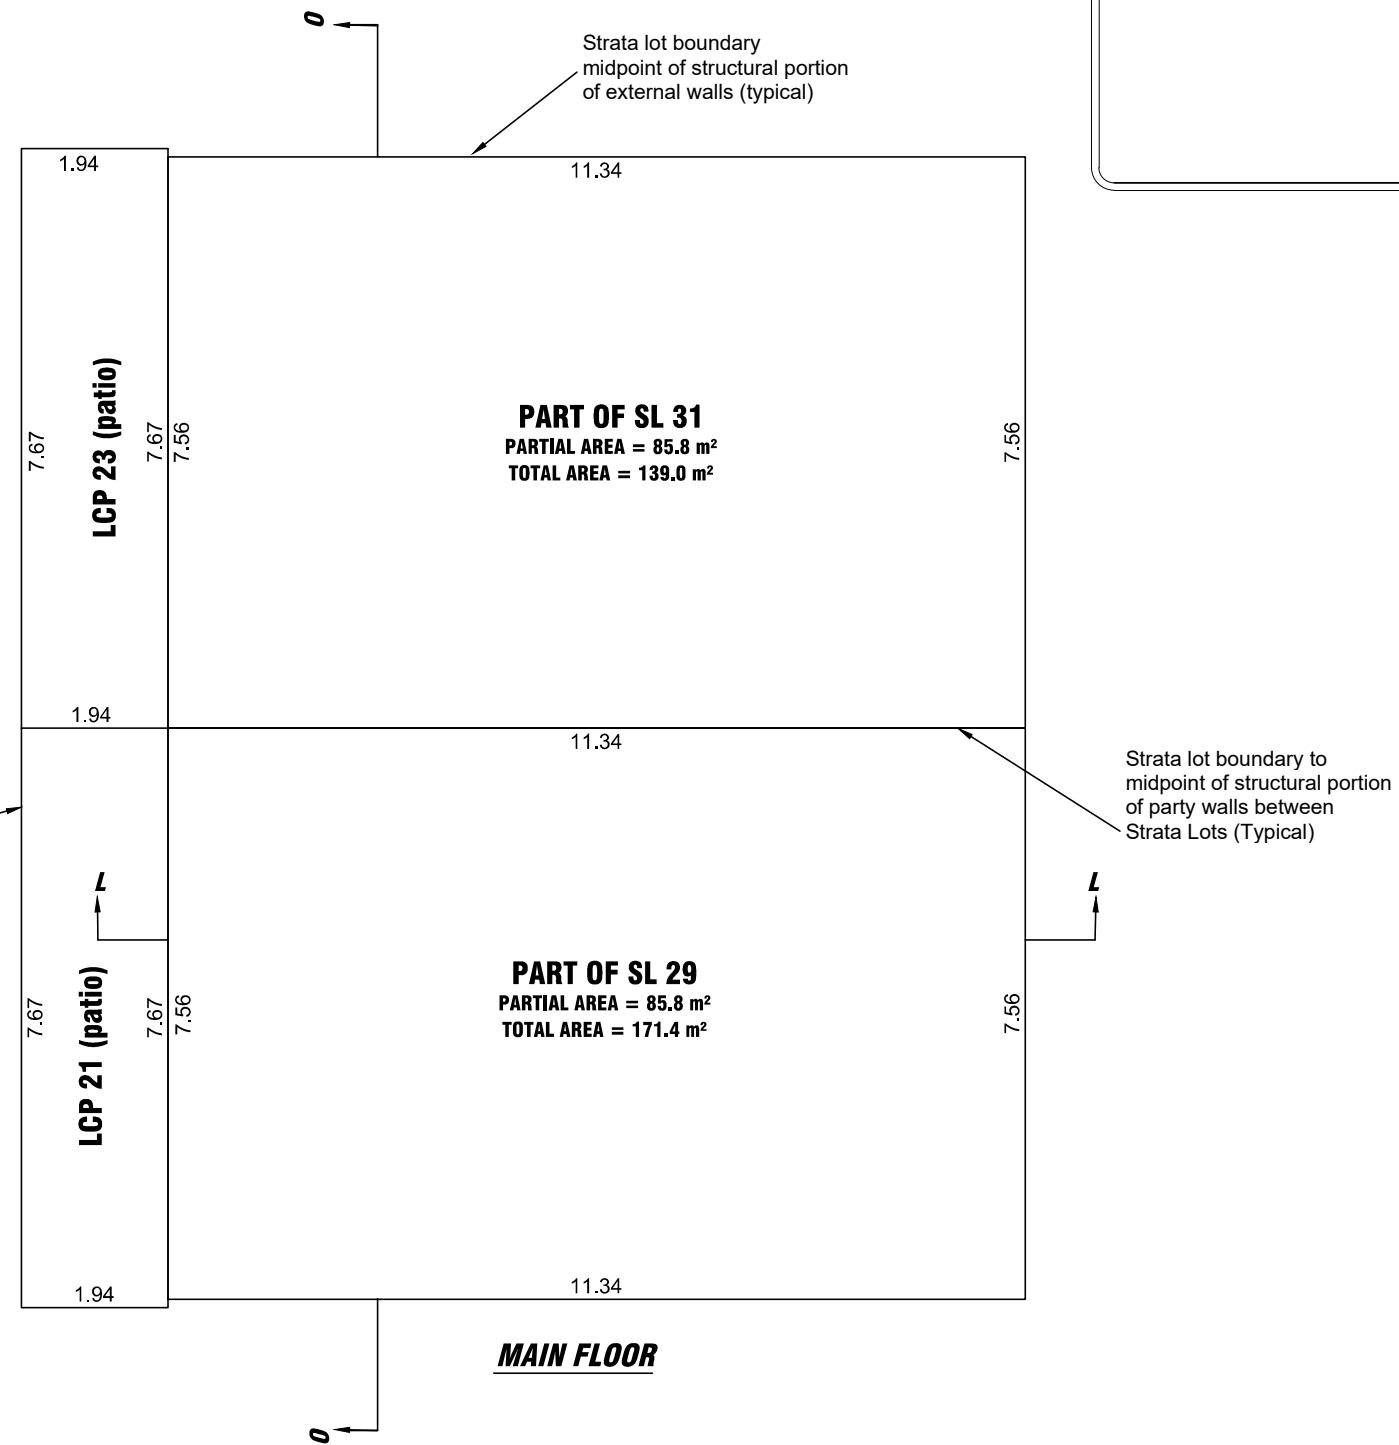 O
Strata lot boundary
midpoint of structural portion
of external walls (typical)
1.94
11.34
LCP 23 (patio)
7.67
7.67
7.56
PART OF SL 31
PARTIAL AREA = 85.8 m²
TOTAL AREA = 139.0 m²
7.56
1.94
11.34
Strata lot boundary to
midpoint of structural portion
of party walls between
Strata Lots (Typical)
L
L
LCP 21 (patio)
7.67
7.67
7.56
PART OF SL 29
PARTIAL AREA = 85.8 m²
TOTAL AREA = 171.4 m²
7.56
1.94
11.34
MAIN FLOOR
O